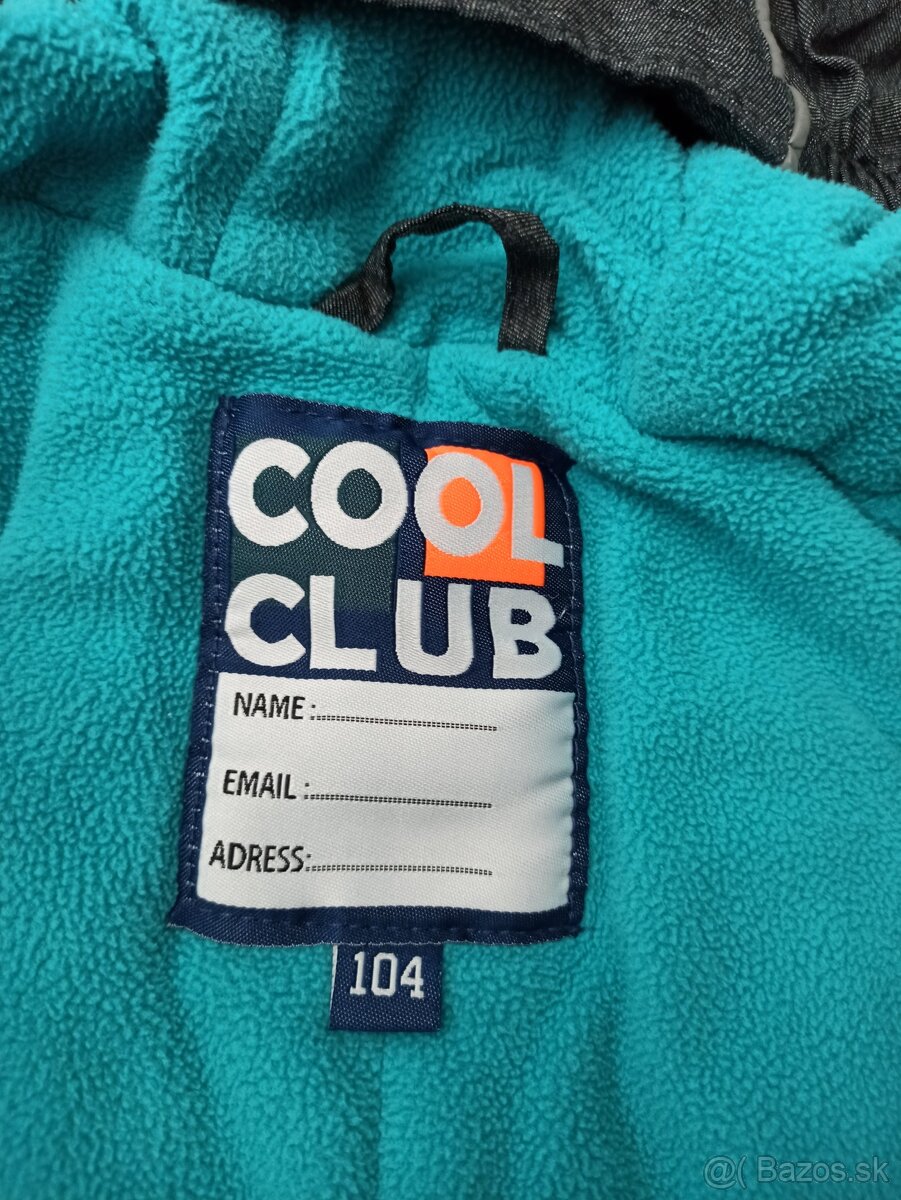 COOL
CLUB
NAME:
EMAIL:
ADRESS:
104
@( Bazos.sk